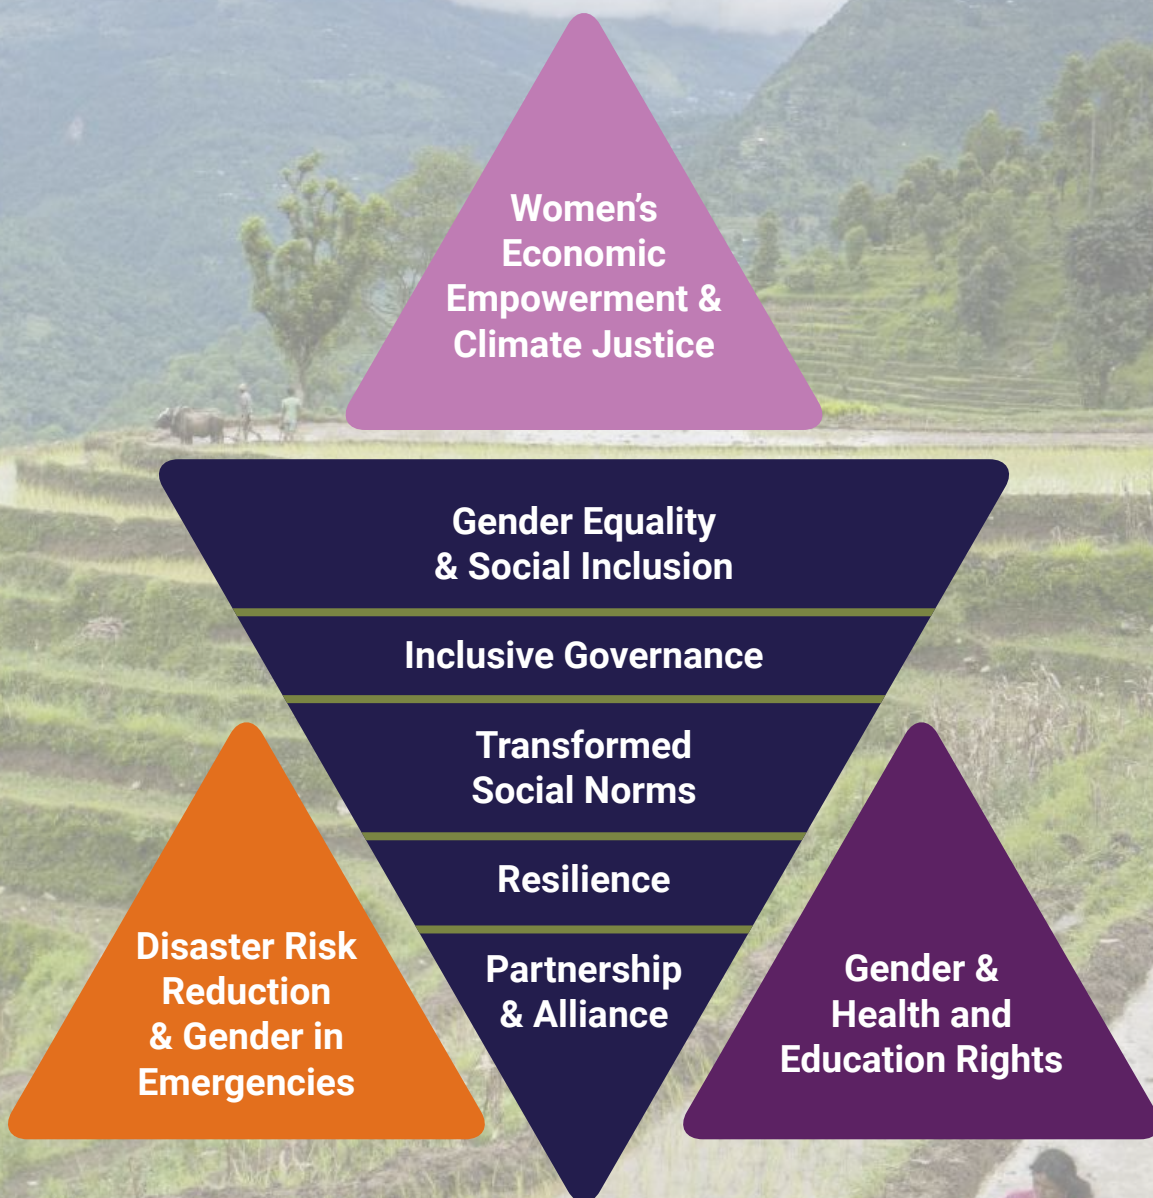 Women’s
Economic
Empowerment &
Climate Justice
Gender Equality
& Social Inclusion
Inclusive Governance
Transformed
Social Norms
Resilience
Partnership
& Alliance
Disaster Risk
Reduction
& Gender in
Emergencies
Gender &
Health and
Education Rights